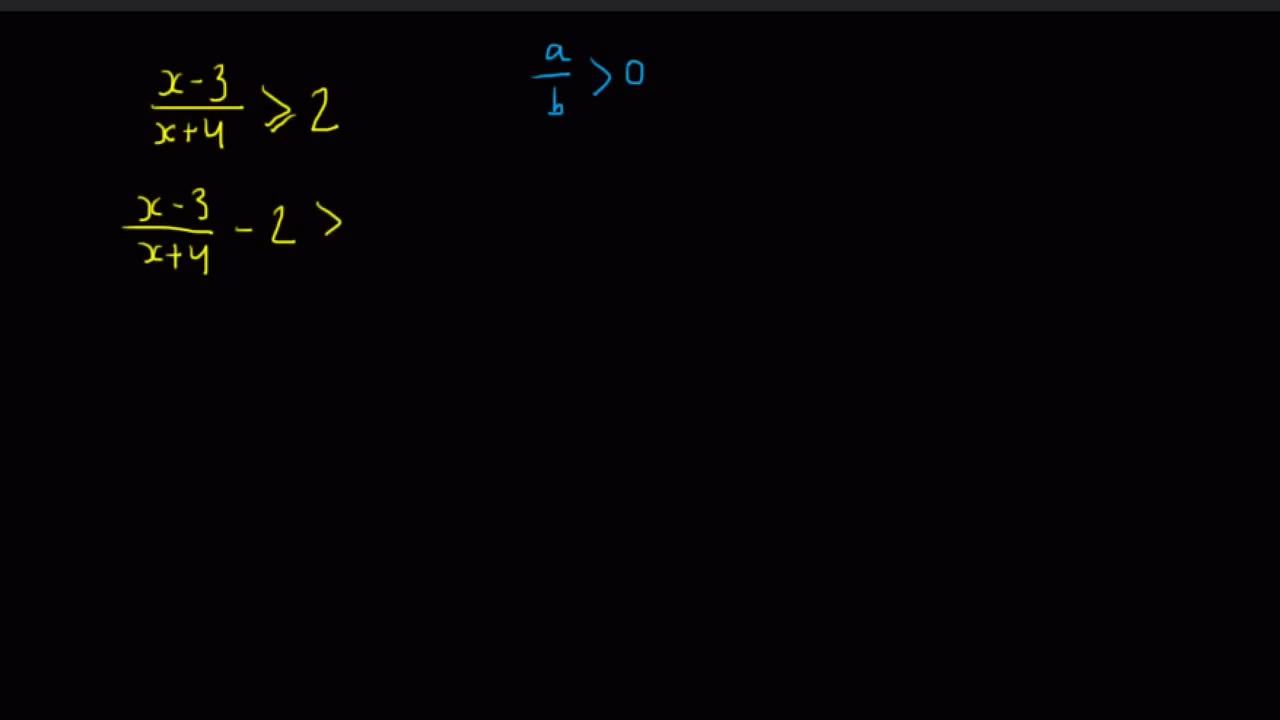 x-3/x+4 ⩾ 2
a/b > 0
x-3/x+4 - 2 >